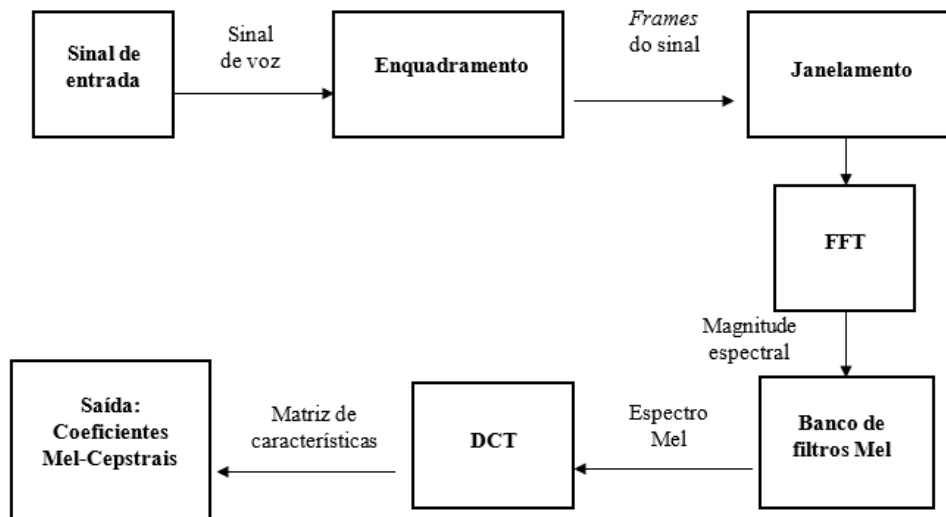 Sinal de
entrada
Sinal
de voz
Enquadramento
Frames
do sinal
Janelamento
FFT
Magnitude
espectral
Banco de
filtros Mel
Espectro
Mel
DCT
Matriz de
características
Saída:
Coeficientes
Mel-Cepstrais